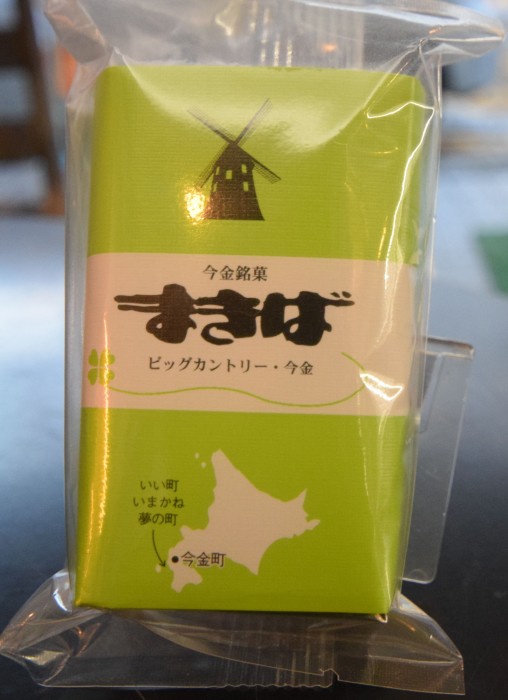 今金銘菓
まきば
ビッグカントリー・今金
いい町
いまかね
夢の町
今金町